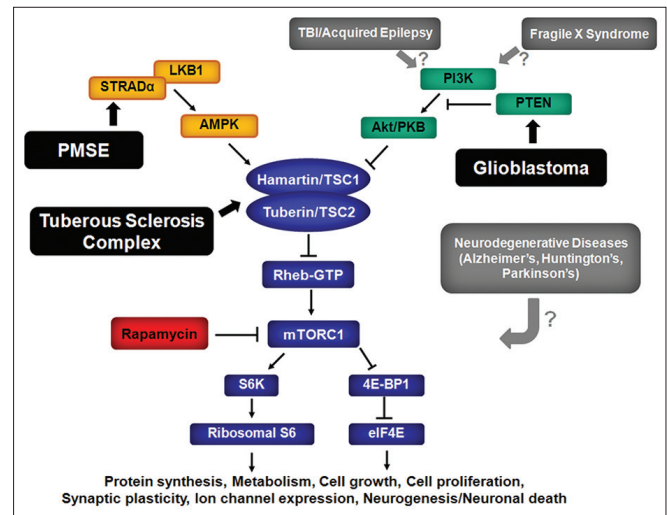 TBI/Acquired Epilepsy
Fragile X Syndrome
?
?
LKB1
STRADα
PI3K
PTEN
AMPK
Akt/PKB
PMSE
Glioblastoma
Hamartin/TSC1
Tuberin/TSC2
Tuberous Sclerosis
Complex
Neurodegenerative Diseases
(Alzheimer's, Huntington's,
Parkinson's)
Rheb-GTP
?
Rapamycin
mTORC1
S6K
4E-BP1
Ribosomal S6
eIF4E
Protein synthesis, Metabolism, Cell growth, Cell proliferation,
Synaptic plasticity, Ion channel expression, Neurogenesis/Neuronal death